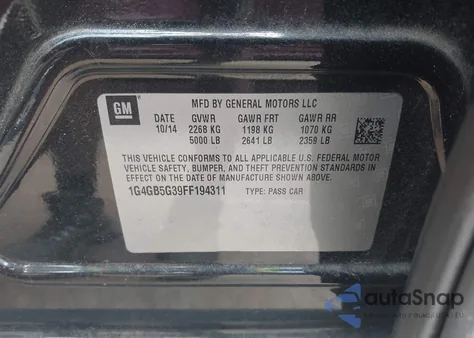 GM
MFD BY GENERAL MOTORS LLC
DATE GVWR GAWR FRT GAWR RR
10/14 2268 KG 1198 KG 1070 KG
5000 LB 2641 LB 2359 LB
THIS VEHICLE CONFORMS TO ALL APPLICABLE U.S. FEDERAL MOTOR
VEHICLE SAFETY, BUMPER, AND THEFT PREVENTION STANDARDS
IN EFFECT ON THE DATE OF MANUFACTURE SHOWN ABOVE.
1G4GB5G39FF194311 TYPE: PASS CAR
autaSnap